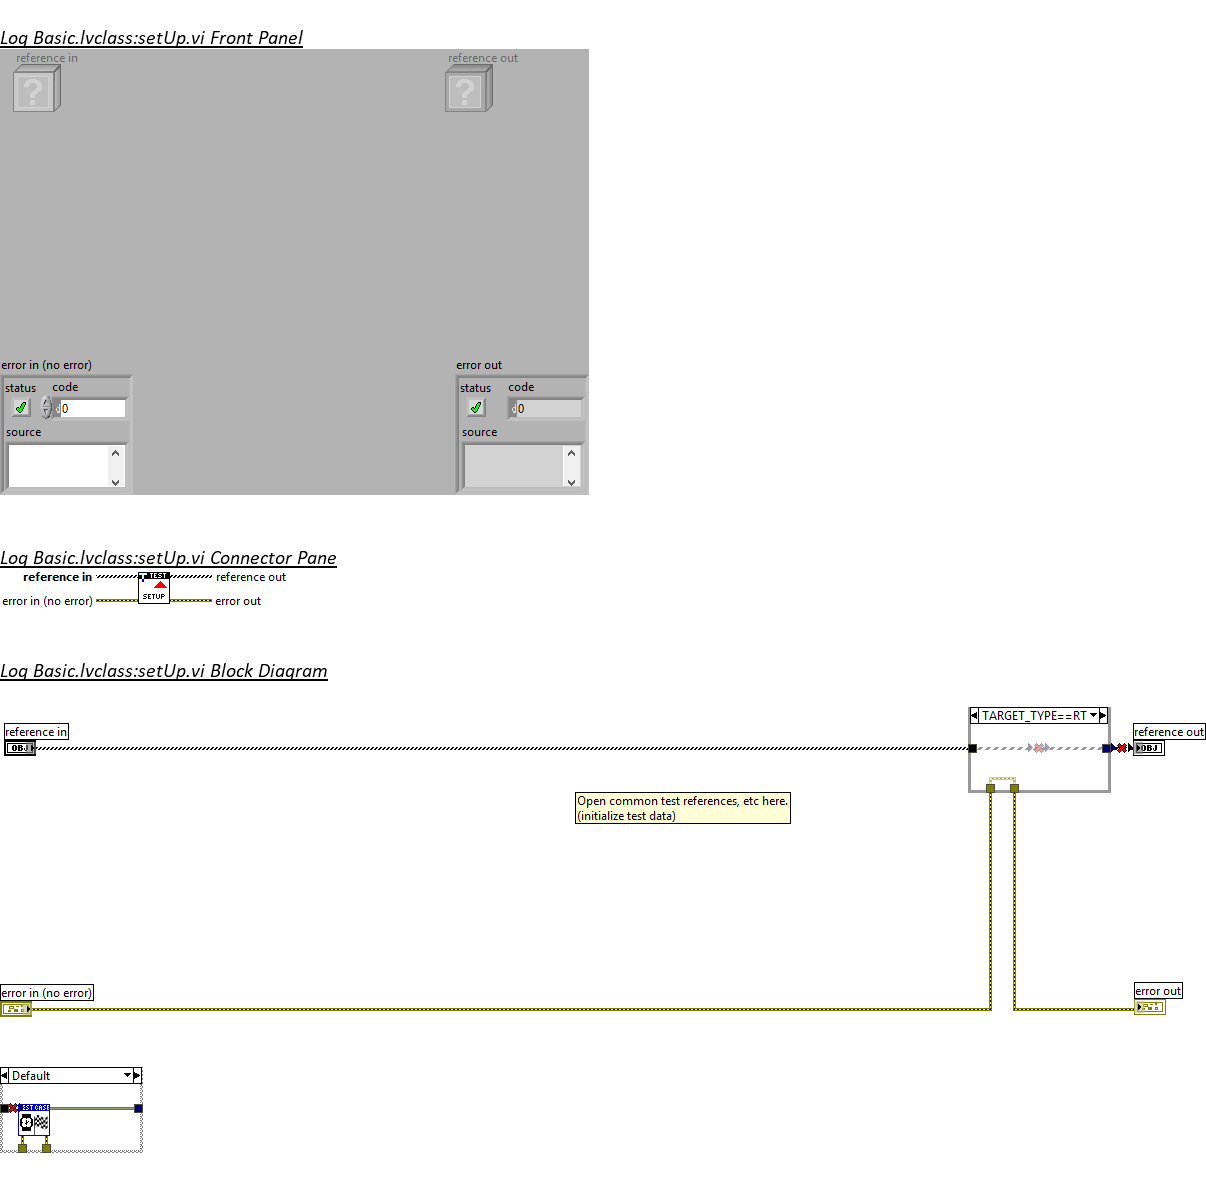 Log Basic.lvclass:setUp.vi Front Panel
reference in
reference out
?
?
error in (no error)
error out
status
code
status
code
d 0
d 0
source
source
Log Basic.lvclass:setUp.vi Connector Pane
TEST
reference in
reference out
SETUP
error in (no error)
error out
Log Basic.lvclass:setUp.vi Block Diagram
TARGET_TYPE==RT
reference in
reference out
OBJ
OBJ
Open common test references, etc here.
(initialize test data)
error in (no error)
error out
Default
EST CASE